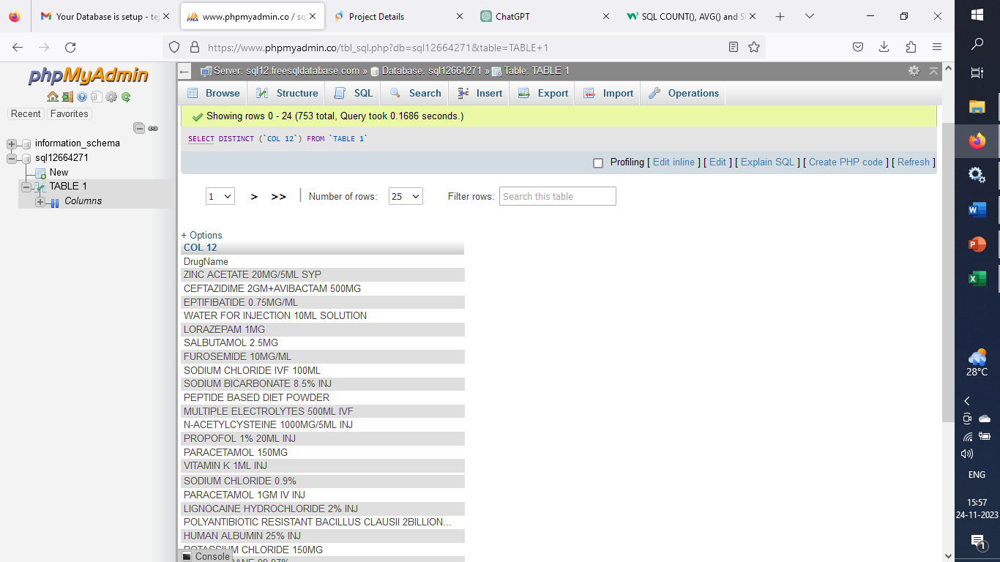 Your Database is setup - tej
www.phpmyadmin.co / sq
Project Details
ChatGPT
SQL COUNT(), AVG() and S
https://www.phpmyadmin.co/tbl_sql.php?db=sql12664271&table=TABLE+1
phpMyAdmin
Recent Favorites
information_schema
sql12664271
New
TABLE 1
Columns
Server: sql12.freesqldatabase.com » Database: sql12664271 » Table: TABLE 1
Browse Structure SQL Search Insert Export Import Operations
Showing rows 0 - 24 (753 total, Query took 0.1686 seconds.)
SELECT DISTINCT (`COL 12`) FROM `TABLE 1`
Profiling [ Edit inline ] [ Edit ] [ Explain SQL ] [ Create PHP code ] [ Refresh ]
1 > >> | Number of rows: 25 Filter rows: Search this table
+ Options
COL 12
DrugName
ZINC ACETATE 20MG/5ML SYP
CEFTAZIDIME 2GM+AVIBACTAM 500MG
EPTIFIBATIDE 0.75MG/ML
WATER FOR INJECTION 10ML SOLUTION
LORAZEPAM 1MG
SALBUTAMOL 2.5MG
FUROSEMIDE 10MG/ML
SODIUM CHLORIDE IVF 100ML
SODIUM BICARBONATE 8.5% INJ
PEPTIDE BASED DIET POWDER
MULTIPLE ELECTROLYTES 500ML IVF
N-ACETYLCYSTEINE 1000MG/5ML INJ
PROPOFOL 1% 20ML INJ
PARACETAMOL 150MG
VITAMIN K 1ML INJ
SODIUM CHLORIDE 0.9%
PARACETAMOL 1GM IV INJ
LIGNOCAINE HYDROCHLORIDE 2% INJ
POLYANTIBIOTIC RESISTANT BACILLUS CLAUSII 2BILLION...
HUMAN ALBUMIN 25% INJ
POTASSIUM CHLORIDE 150MG
Console
28°C
ENG
15:57
24-11-2023
1